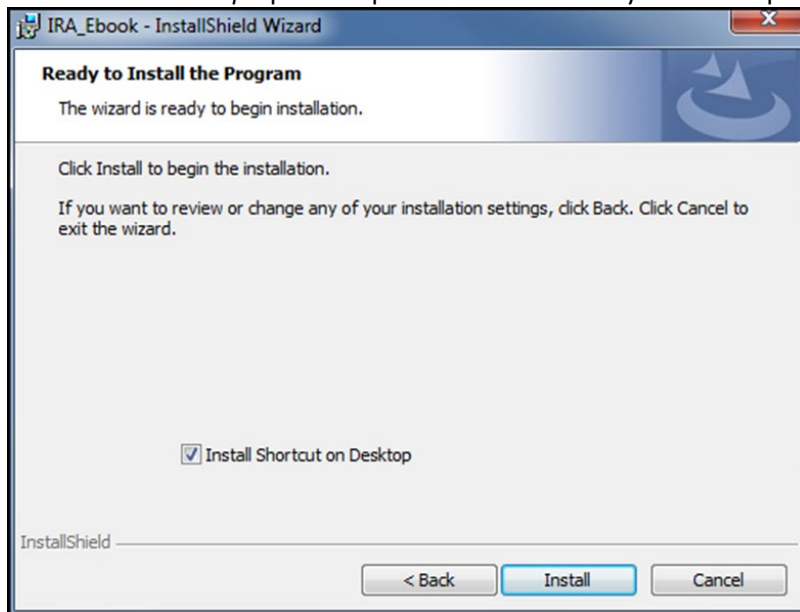 IRA_Ebook - InstallShield Wizard
Ready to Install the Program
The wizard is ready to begin installation.
Click Install to begin the installation.
If you want to review or change any of your installation settings, click Back. Click Cancel to
exit the wizard.
Install Shortcut on Desktop
InstallShield
< Back Install Cancel